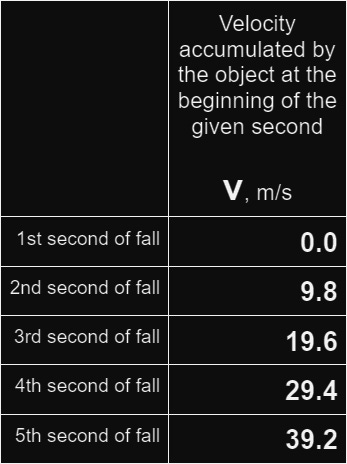 Velocity
accumulated by
the object at the
beginning of the
given second
V, m/s
1st second of fall 0.0
2nd second of fall 9.8
3rd second of fall 19.6
4th second of fall 29.4
5th second of fall 39.2